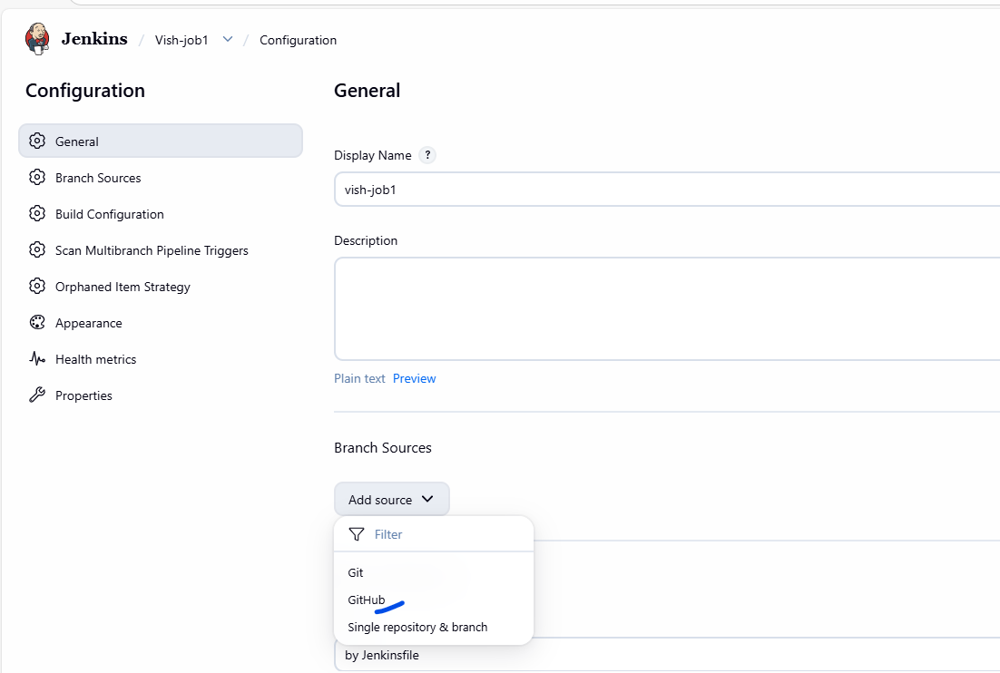 Jenkins / Vish-job1 / Configuration
Configuration
General
Branch Sources
Build Configuration
Scan Multibranch Pipeline Triggers
Orphaned Item Strategy
Appearance
Health metrics
Properties
General
Display Name ?
vish-job1
Description
Plain text Preview
Branch Sources
Add source
Filter
Git
GitHub
Single repository & branch
by Jenkinsfile